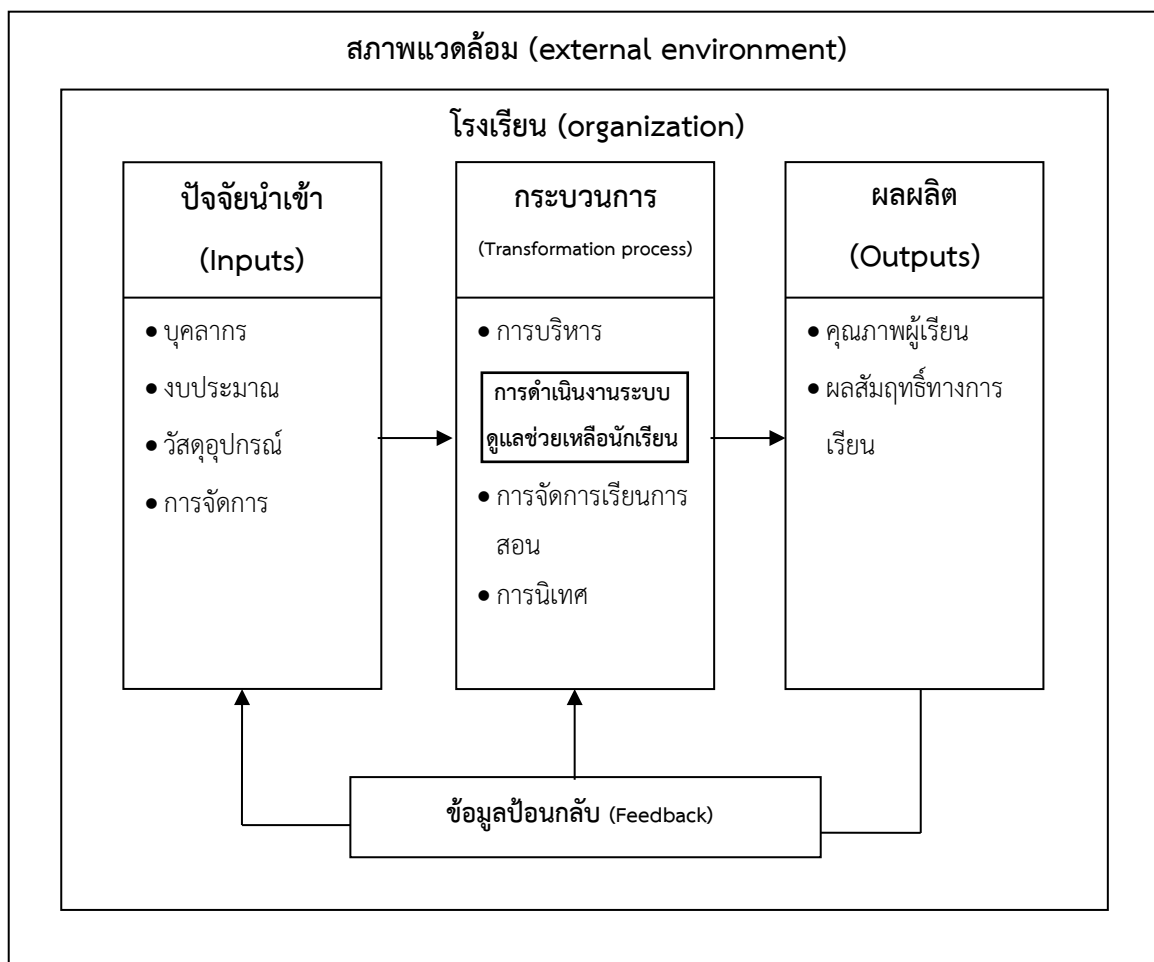 สภาพแวดล้อม (external environment)
โรงเรียน (organization)
ปัจจัยนำเข้า
(Inputs)
• บุคลากร
• งบประมาณ
• วัสดุอุปกรณ์
• การจัดการ
กระบวนการ
(Transformation process)
• การบริหาร
การดำเนินงานระบบ
ดูแลช่วยเหลือนักเรียน
• การจัดการเรียนการ
สอน
• การนิเทศ
ผลผลิต
(Outputs)
• คุณภาพผู้เรียน
• ผลสัมฤทธิ์ทางการ
เรียน
ข้อมูลป้อนกลับ (Feedback)